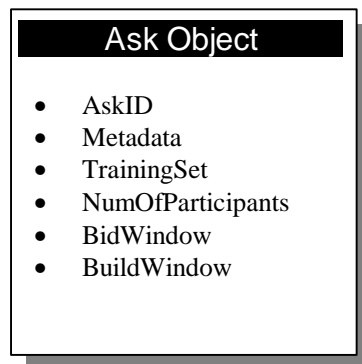 Ask Object
• AskID
• Metadata
• TrainingSet
• NumOfParticipants
• BidWindow
• BuildWindow